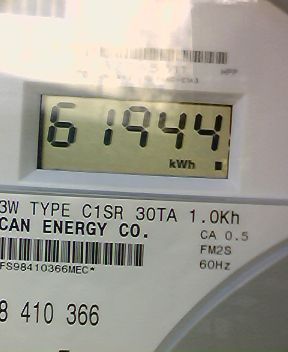 61944
kWh
3W TYPE C1SR 30TA 1.0Kh
CAN ENERGY CO.
CA 0.5
FM2S
60Hz
FS98410366MEC*
8 410 366